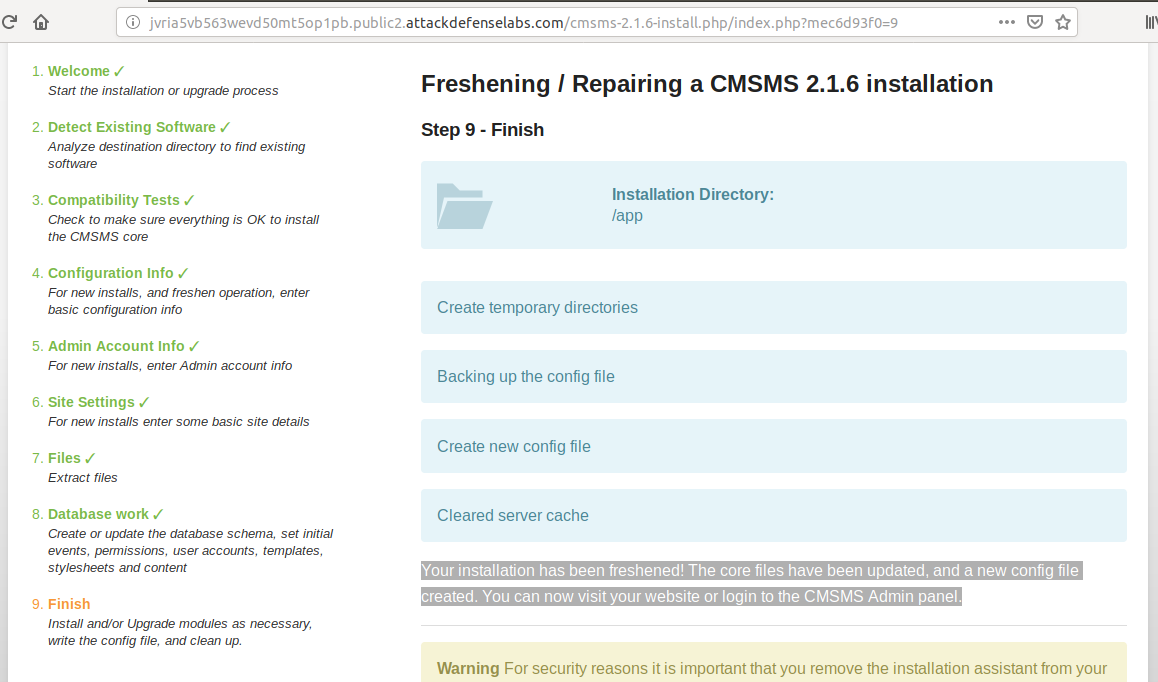 jvria5vb563wevd50mt5op1pb.public2.attackdefenselabs.com/cmsms-2.1.6-install.php/index.php?mec6d93f0=9
1. Welcome ✓
Start the installation or upgrade process
2. Detect Existing Software ✓
Analyze destination directory to find existing
software
3. Compatibility Tests ✓
Check to make sure everything is OK to install
the CMSMS core
4. Configuration Info ✓
For new installs, and freshen operation, enter
basic configuration info
5. Admin Account Info ✓
For new installs, enter Admin account info
6. Site Settings ✓
For new installs enter some basic site details
7. Files ✓
Extract files
8. Database work ✓
Create or update the database schema, set initial
events, permissions, user accounts, templates,
stylesheets and content
9. Finish
Install and/or Upgrade modules as necessary,
write the config file, and clean up.
Freshening / Repairing a CMSMS 2.1.6 installation
Step 9 - Finish
Installation Directory:
/app
Create temporary directories
Backing up the config file
Create new config file
Cleared server cache
Your installation has been freshened! The core files have been updated, and a new config file
created. You can now visit your website or login to the CMSMS Admin panel.
Warning For security reasons it is important that you remove the installation assistant from your